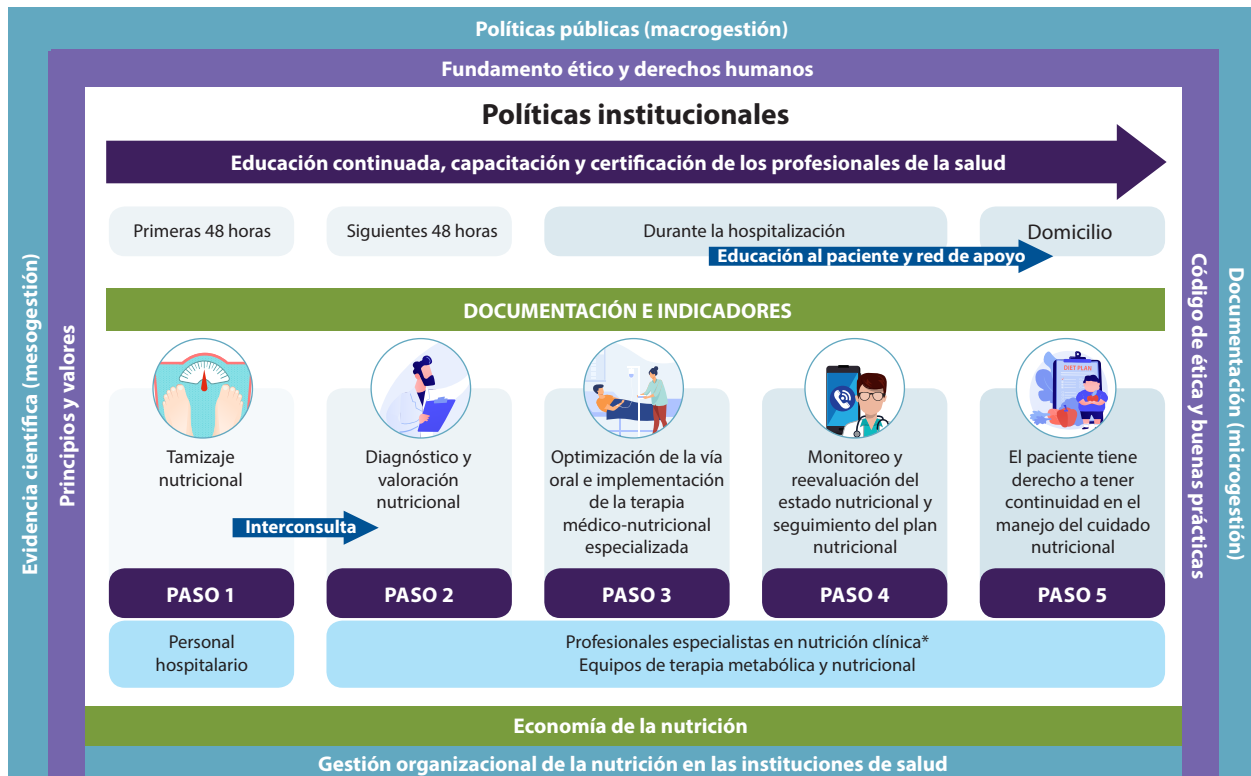 Políticas públicas (macrogestión)
Fundamento ético y derechos humanos
Políticas institucionales
Educación continuada, capacitación y certificación de los profesionales de la salud
Primeras 48 horas
Siguientes 48 horas
Durante la hospitalización
Domicilio
Educación al paciente y red de apoyo
Evidencia científica (mesogestión)
Principios y valores
Código de ética y buenas prácticas
Documentación (microgestión)
DOCUMENTACIÓN E INDICADORES
Tamizaje
nutricional
Interconsulta
PASO 1
Diagnóstico y
valoración
nutricional
PASO 2
Optimización de la vía
oral e implementación
de la terapia
médico-nutricional
especializada
PASO 3
Monitoreo y
reevaluación del
estado nutricional y
seguimiento del plan
nutricional
PASO 4
DIET PLAN
El paciente tiene
derecho a tener
continuidad en el
manejo del cuidado
nutricional
PASO 5
Personal
hospitalario
Profesionales especialistas en nutrición clínica*
Equipos de terapia metabólica y nutricional
Economía de la nutrición
Gestión organizacional de la nutrición en las instituciones de salud